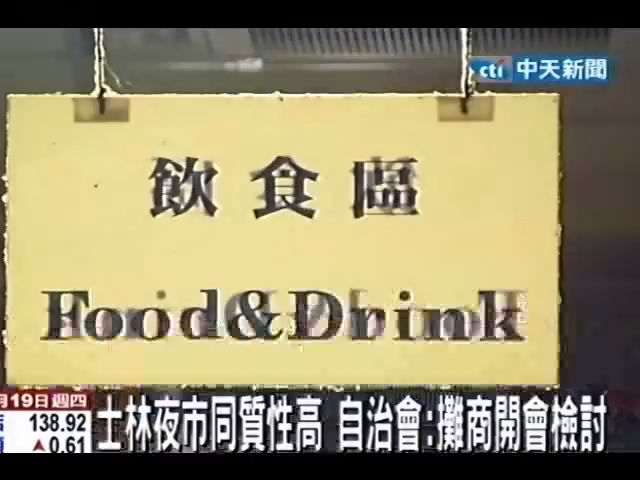 cti 中天新聞
飲食區
Food&Drink
月19日週四
138.92
▲0.61
士林夜市同質性高 自治會:攤商開會檢討